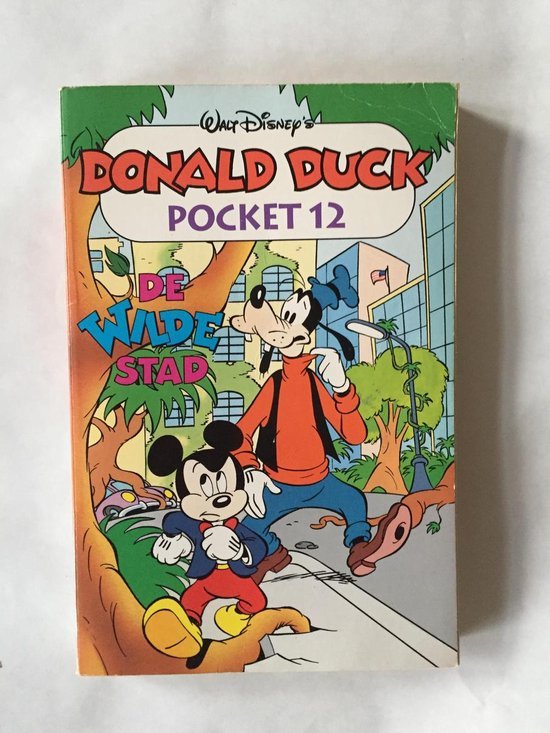 Walt Disney's
DONALD DUCK
POCKET 12
DE
WILDE
STAD